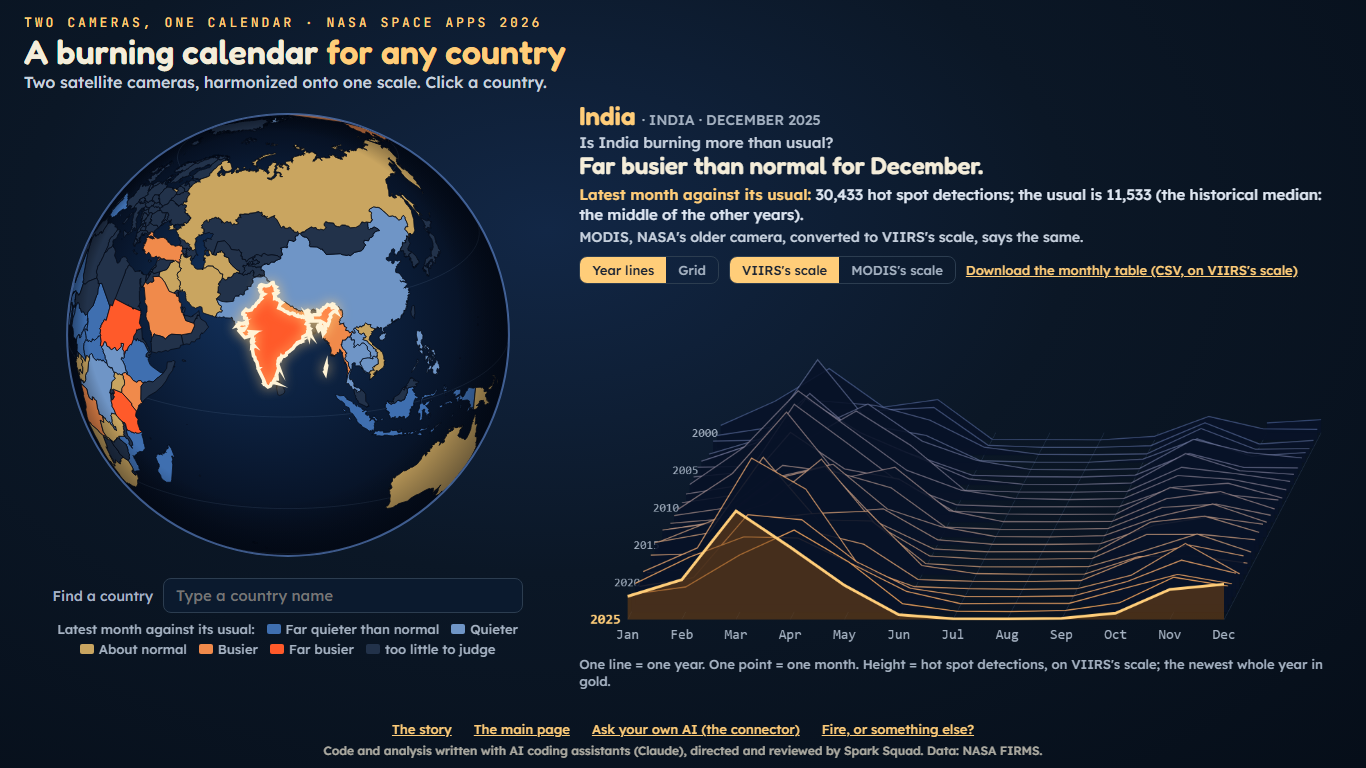 TWO CAMERAS, ONE CALENDAR · NASA SPACE APPS 2026
A burning calendar for any country
Two satellite cameras, harmonized onto one scale. Click a country.
India · INDIA · DECEMBER 2025
Is India burning more than usual?
Far busier than normal for December.
Latest month against its usual: 30,433 hot spot detections; the usual is 11,533 (the historical median:
the middle of the other years).
MODIS, NASA's older camera, converted to VIIRS's scale, says the same.
Year lines Grid VIIRS's scale MODIS's scale Download the monthly table (CSV, on VIIRS's scale)
2000
2005
2010
201
2020
2025
Jan Feb Mar Apr May Jun Jul Aug Sep Oct Nov Dec
One line = one year. One point = one month. Height = hot spot detections, on VIIRS's scale; the newest whole year in
gold.
Find a country Type a country name
Latest month against its usual: Far quieter than normal Quieter
About normal Busier Far busier too little to judge
The story The main page Ask your own AI (the connector) Fire, or something else?
Code and analysis written with AI coding assistants (Claude), directed and reviewed by Spark Squad. Data: NASA FIRMS.